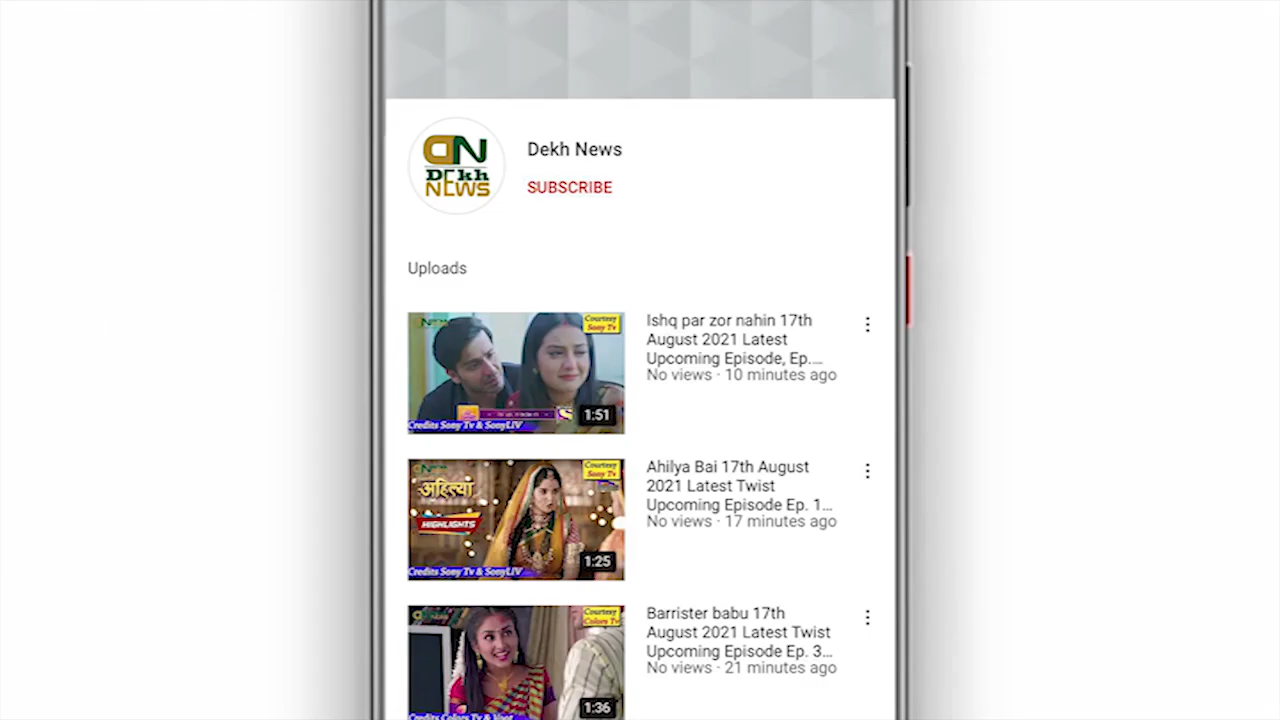 DN
Dekh
NEWS
Dekh News
SUBSCRIBE
Uploads
Courtesy
Sony Tv
Credits Sony Tv & SonyLIV
1:51
Ishq par zor nahin 17th
August 2021 Latest
Upcoming Episode, Ep....
No views · 10 minutes ago
Courtesy
Sony Tv
अहिल्या
HIGHLIGHTS
Credits Sony Tv & SonyLIV
1:25
Ahilya Bai 17th August
2021 Latest Twist
Upcoming Episode Ep. 1...
No views · 17 minutes ago
Courtesy
Colors Tv
Credits Colors Tv & Voot
1:36
Barrister babu 17th
August 2021 Latest Twist
Upcoming Episode Ep. 3...
No views · 21 minutes ago